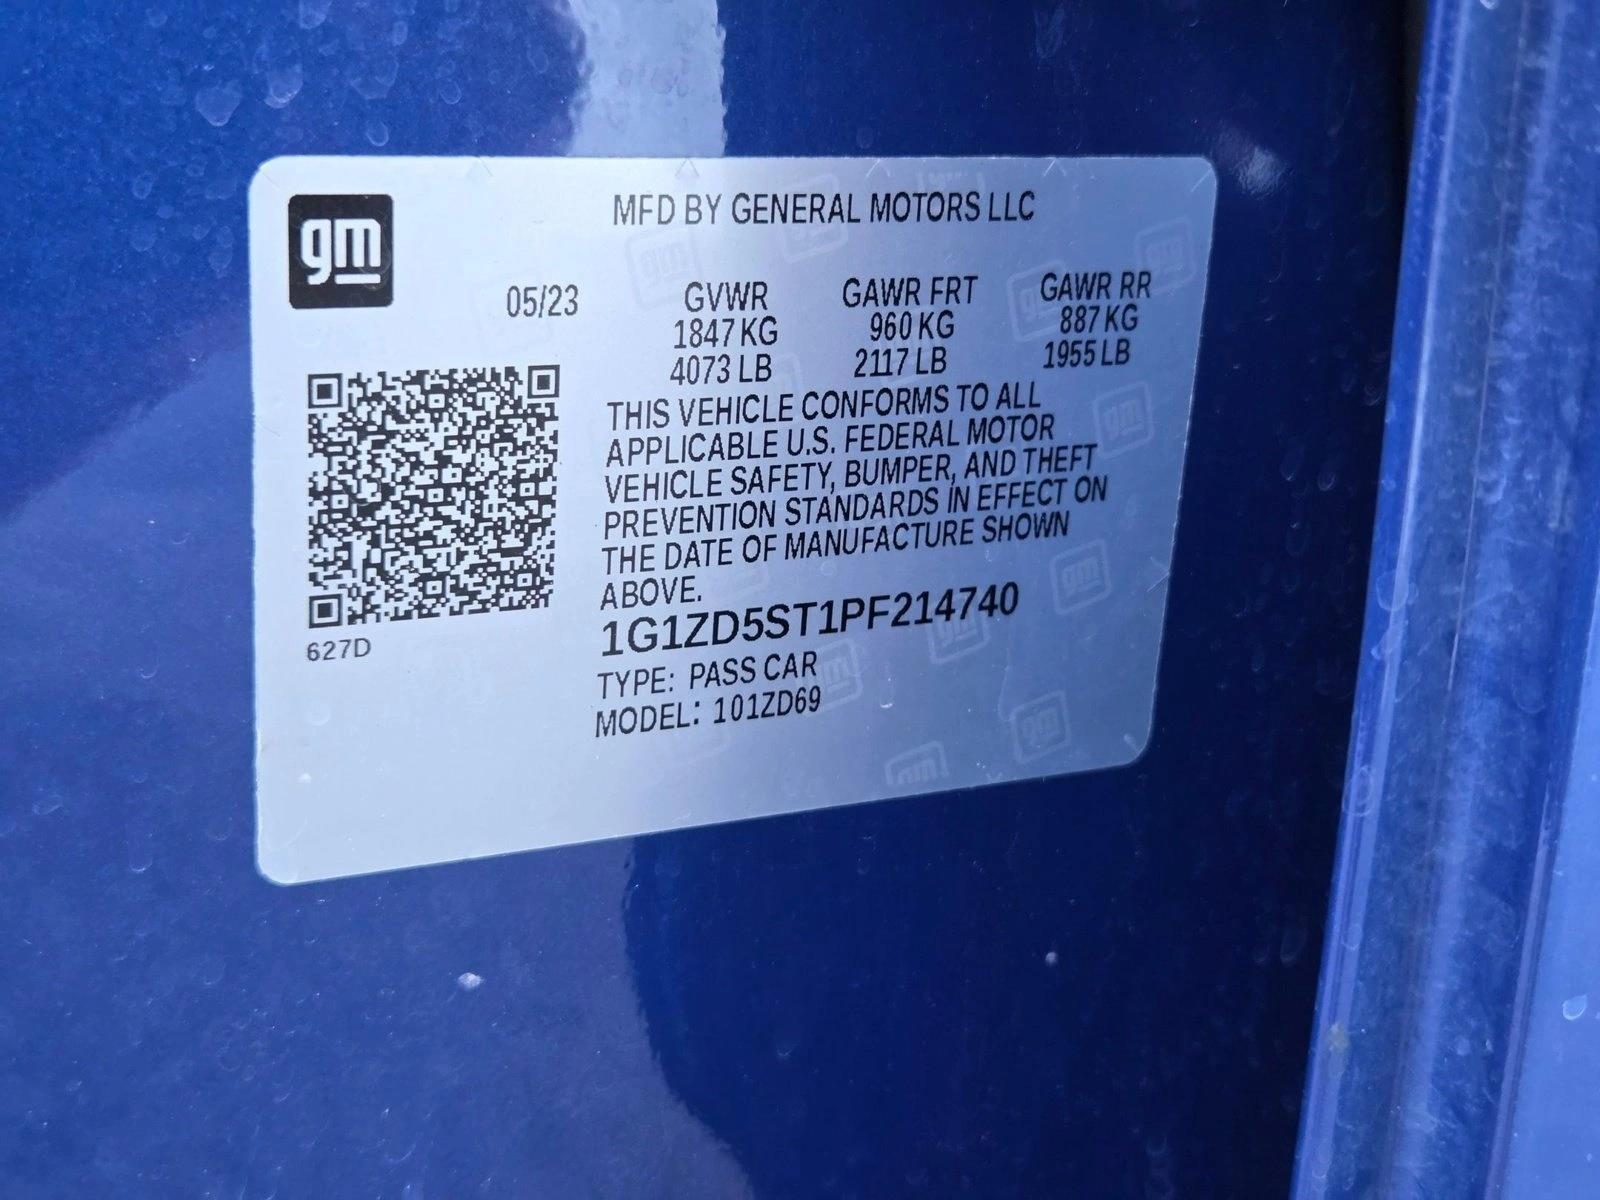 gm
MFD BY GENERAL MOTORS LLC
05/23 GVWR GAWR FRT GAWR RR
1847 KG 960 KG 887 KG
4073 LB 2117 LB 1955 LB
THIS VEHICLE CONFORMS TO ALL
APPLICABLE U.S. FEDERAL MOTOR
VEHICLE SAFETY, BUMPER, AND THEFT
PREVENTION STANDARDS IN EFFECT ON
THE DATE OF MANUFACTURE SHOWN
ABOVE.
1G1ZD5ST1PF214740
TYPE: PASS CAR
MODEL: 101ZD69
627D